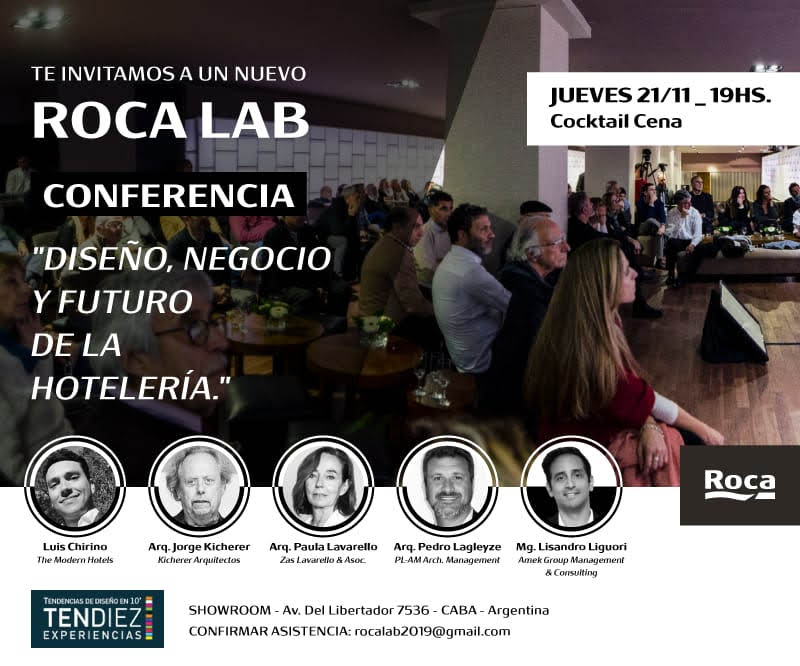 TE INVITAMOS A UN NUEVO
ROCA LAB
JUEVES 21/11 _ 19HS.
Cocktail Cena
CONFERENCIA
"DISEÑO, NEGOCIO
Y FUTURO
DE LA
HOTELERÍA."
Roca
Luis Chirino
The Modern Hotels
Arq. Jorge Kicherer
Kicherer Arquitectos
Arq. Paula Lavarello
Zas Lavarello & Asoc.
Arq. Pedro Lagleyze
PL-AM Arch. Management
Mg. Lisandro Liguori
Amek Group Management
& Consulting
TENDENCIAS DE DISEÑO EN 10'
TENDIEZ
EXPERIENCIAS
SHOWROOM - Av. Del Libertador 7536 - CABA - Argentina
CONFIRMAR ASISTENCIA: rocalab2019@gmail.com